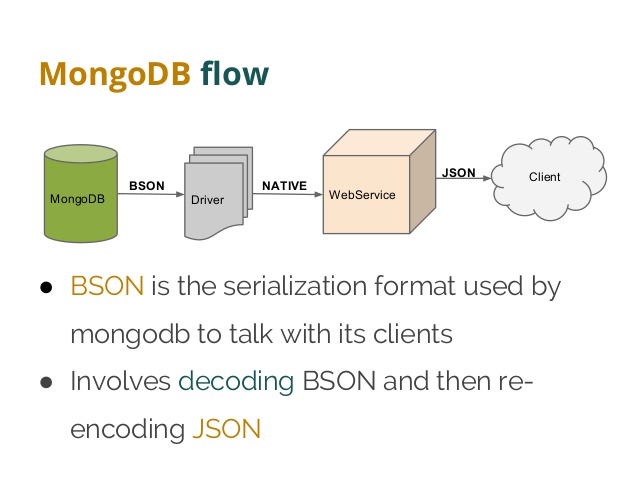 MongoDB flow
MongoDB
BSON
Driver
NATIVE
WebService
JSON
Client
● BSON is the serialization format used by
mongodb to talk with its clients
● Involves decoding BSON and then re-
encoding JSON